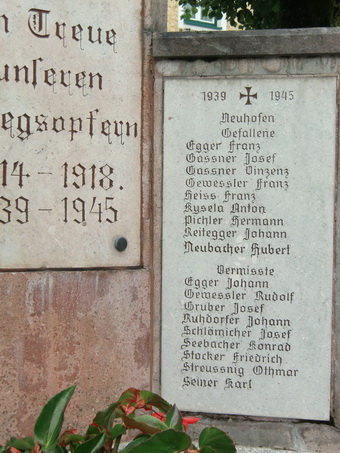 n Treue
unseren
egsopfern
14 – 1918.
39 – 1945
1939 ✠ 1945
Neuhofen
Gefallene
Egger Franz
Gassner Josef
Gassner Vinzenz
Gewessler Franz
Heiss Franz
Kysela Anton
Pichler Hermann
Reitegger Johann
Neubacher Hubert
Vermisste
Egger Johann
Gewessler Rudolf
Gruber Josef
Ruhdorfer Johann
Schlömicher Josef
Seebacher Konrad
Stocker Friedrich
Streussnig Othmar
Seiner Karl